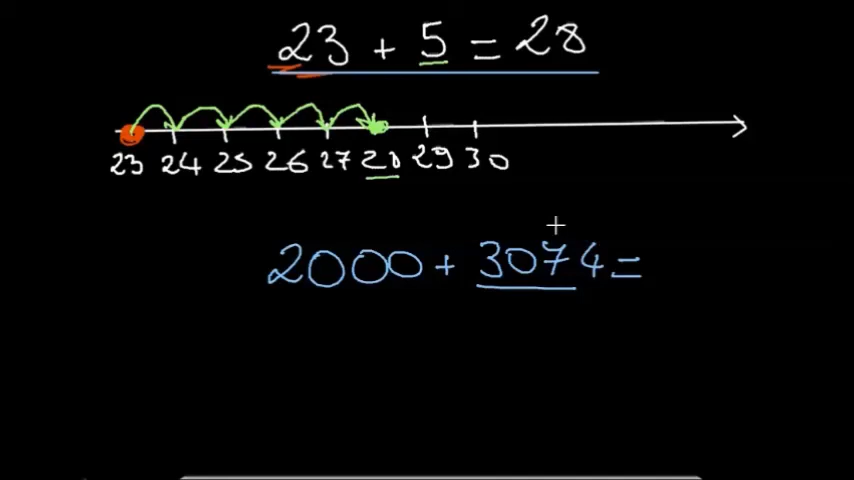 23 + 5 = 28
23 24 25 26 27 28 29 30
2000 + 3074 =